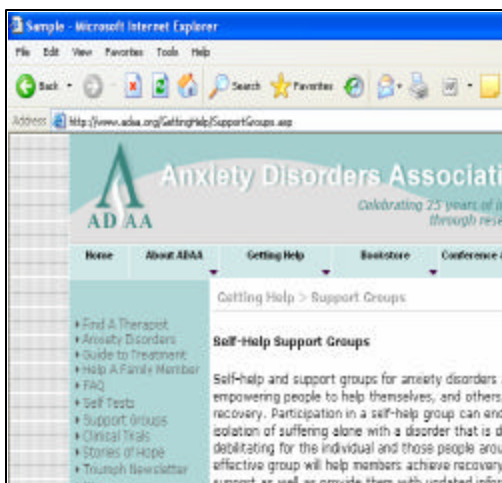 Sample - Microsoft Internet Explorer
File Edit View Favorites Tools Help
Back Search Favorites
Address http://www.adaa.org/GettingHelp/SupportGroups.asp
Anxiety Disorders Associati
Celebrating 25 years of
through rese
ADAA
Home About ADAA Getting Help Bookstore Conference
Getting Help > Support Groups
Find A Therapist
Anxiety Disorders
Guide to Treatment
Help A Family Member
FAQ
Self Tests
Support Groups
Clinical Trials
Stories of Hope
Triumph Newsletter
Self-Help Support Groups
Self-help and support groups for anxiety disorders
empowering people to help themselves, and others,
recovery. Participation in a self-help group can enc
isolation of suffering alone with a disorder that is d
debilitating for the individual and those people arou
effective group will help members achieve recovery
support as well as provide them with updated infor